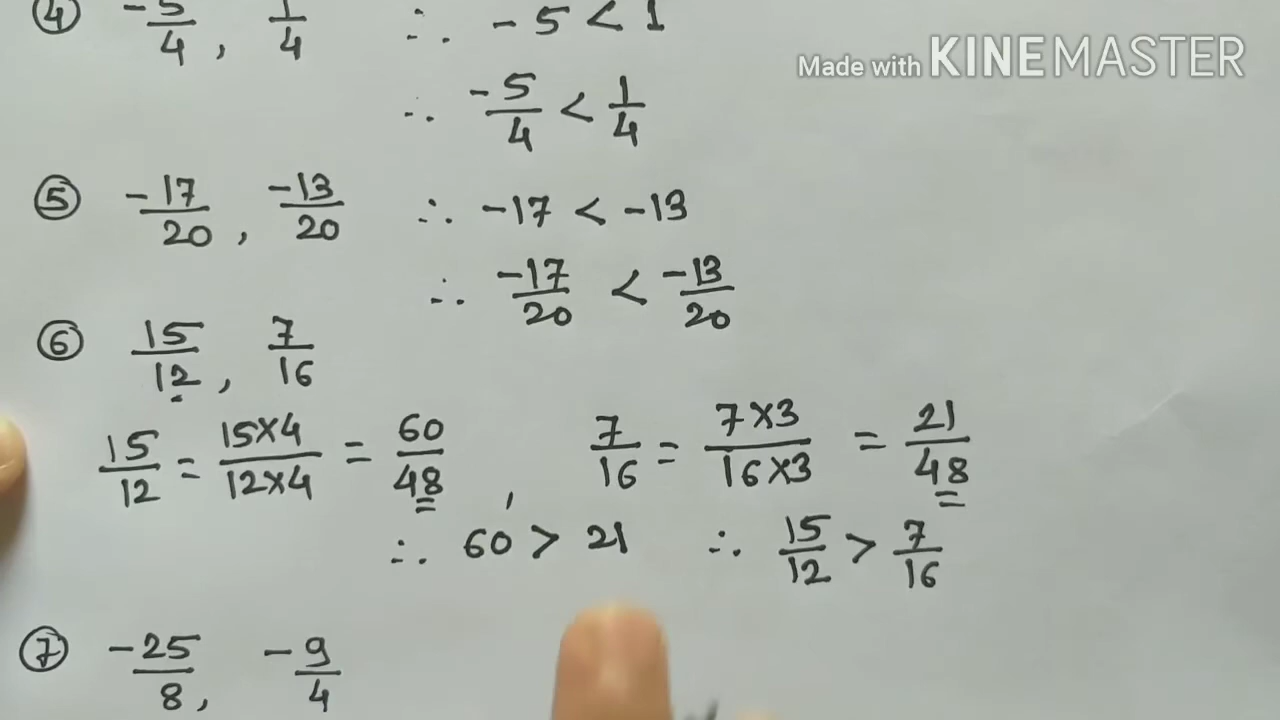 ④ -5/4, 1/4 ∴ -5 < 1
Made with KINEMASTER
∴ -5/4 < 1/4
⑤ -17/20, -13/20 ∴ -17 < -13
∴ -17/20 < -13/20
⑥ 15/12, 7/16
15/12 = 15×4/12×4 = 60/48, 7/16 = 7×3/16×3 = 21/48
∴ 60 > 21 ∴ 15/12 > 7/16
⑦ -25/8, -9/4